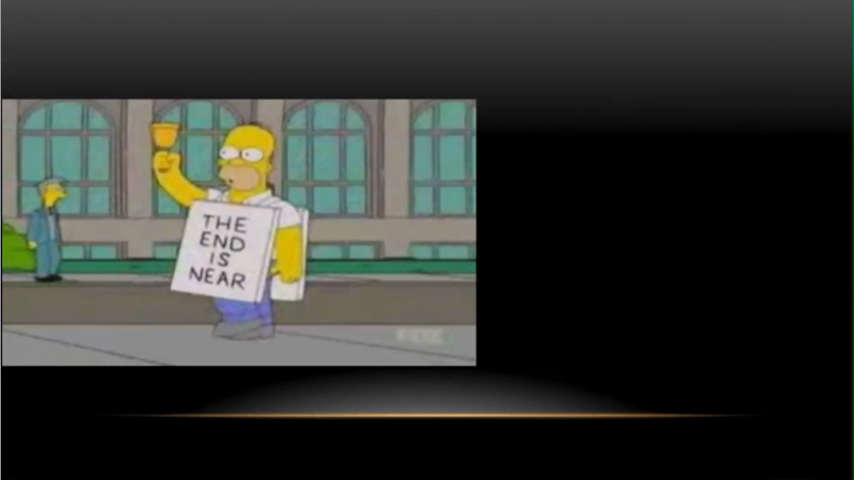 THE
END
IS
NEAR